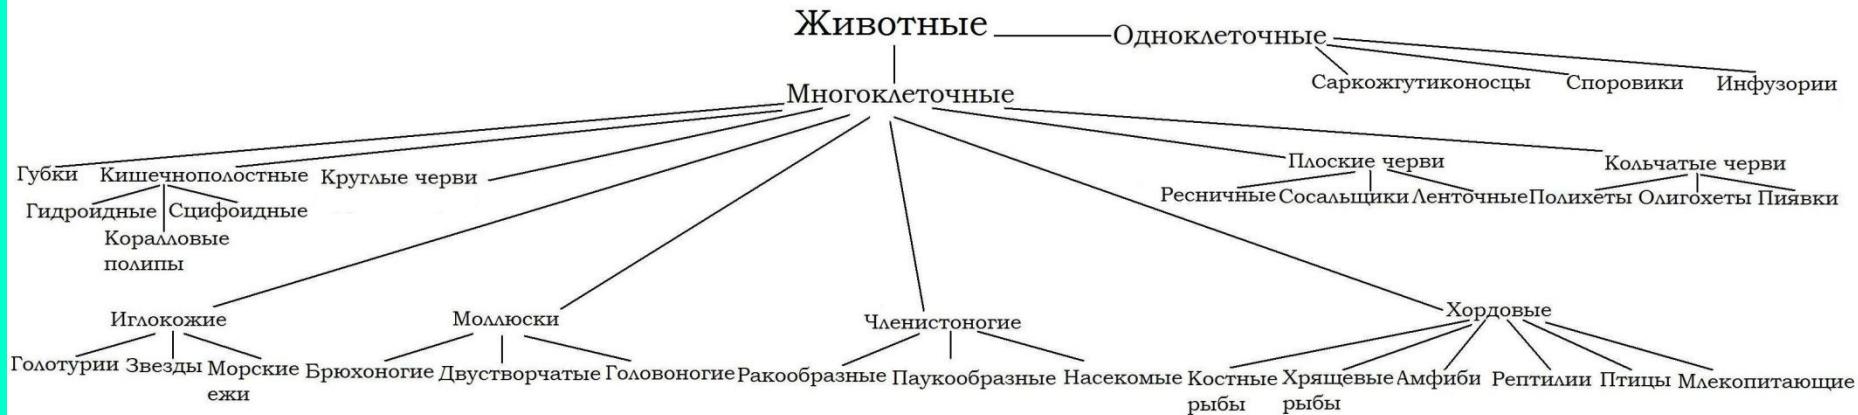 Животные
Одноклеточные
Саркожгутиконосцы Споровики Инфузории
Многоклеточные
Губки Кишечнополостные Круглые черви Плоские черви Кольчатые черви
Ресничные Сосальщики Ленточные Полихеты Олигохеты Пиявки
Гидроидные Сцифоидные
Коралловые
полипы
Иглокожие Моллюски Членистоногие Хордовые
Голотурии Звезды Морские
ежи
Брюхоногие Двустворчатые Головоногие Ракообразные Паукообразные Насекомые Костные
рыбы
Хрящевые
рыбы
Амфиби Рептилии Птицы Млекопитающие